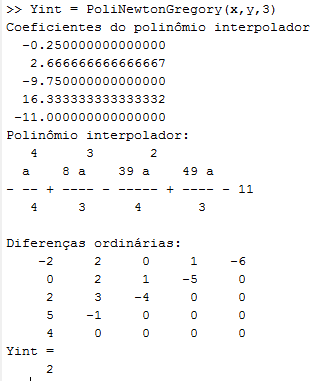 >> Yint = PoliNewtonGregory(x,y,3)
Coeficientes do polinômio interpolador
-0.250000000000000
2.666666666666667
-9.750000000000000
16.333333333333332
-11.000000000000000
Polinômio interpolador:
4 3 2
a 8 a 39 a 49 a
- -- + ---- - ----- + ---- - 11
4 3 4 3
Diferenças ordinárias:
-2 2 0 1 -6
0 2 1 -5 0
2 3 -4 0 0
5 -1 0 0 0
4 0 0 0 0
Yint =
2